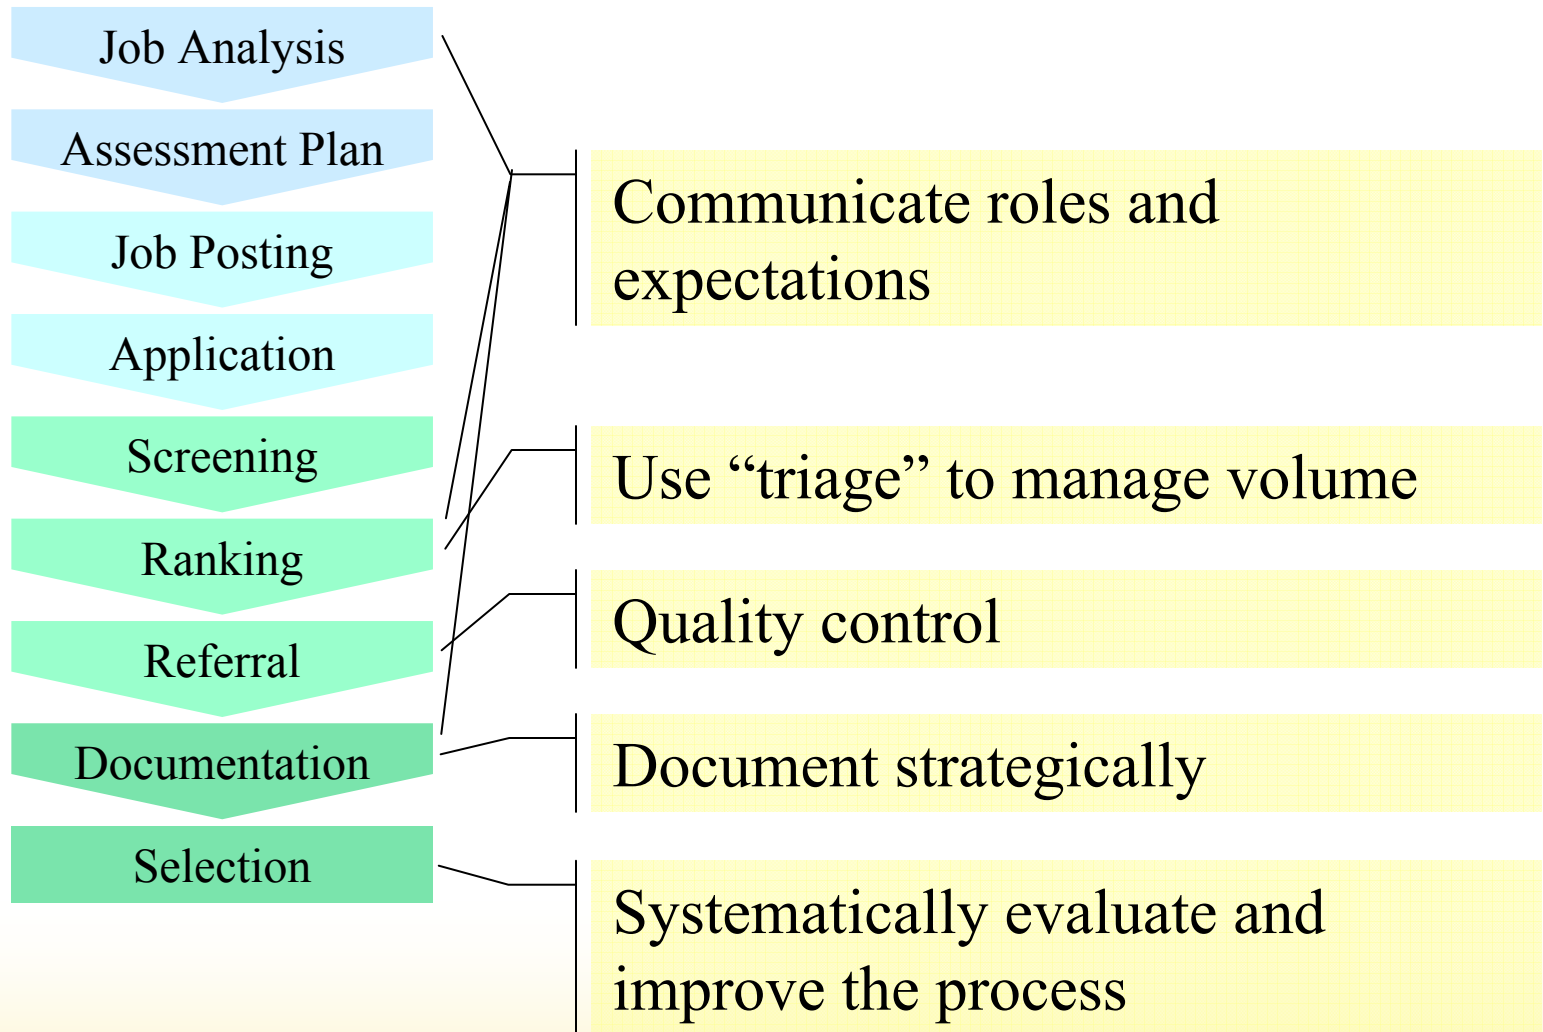 Job Analysis
Assessment Plan
Job Posting
Application
Screening
Ranking
Referral
Documentation
Selection
Communicate roles and
expectations
Use “triage” to manage volume
Quality control
Document strategically
Systematically evaluate and
improve the process